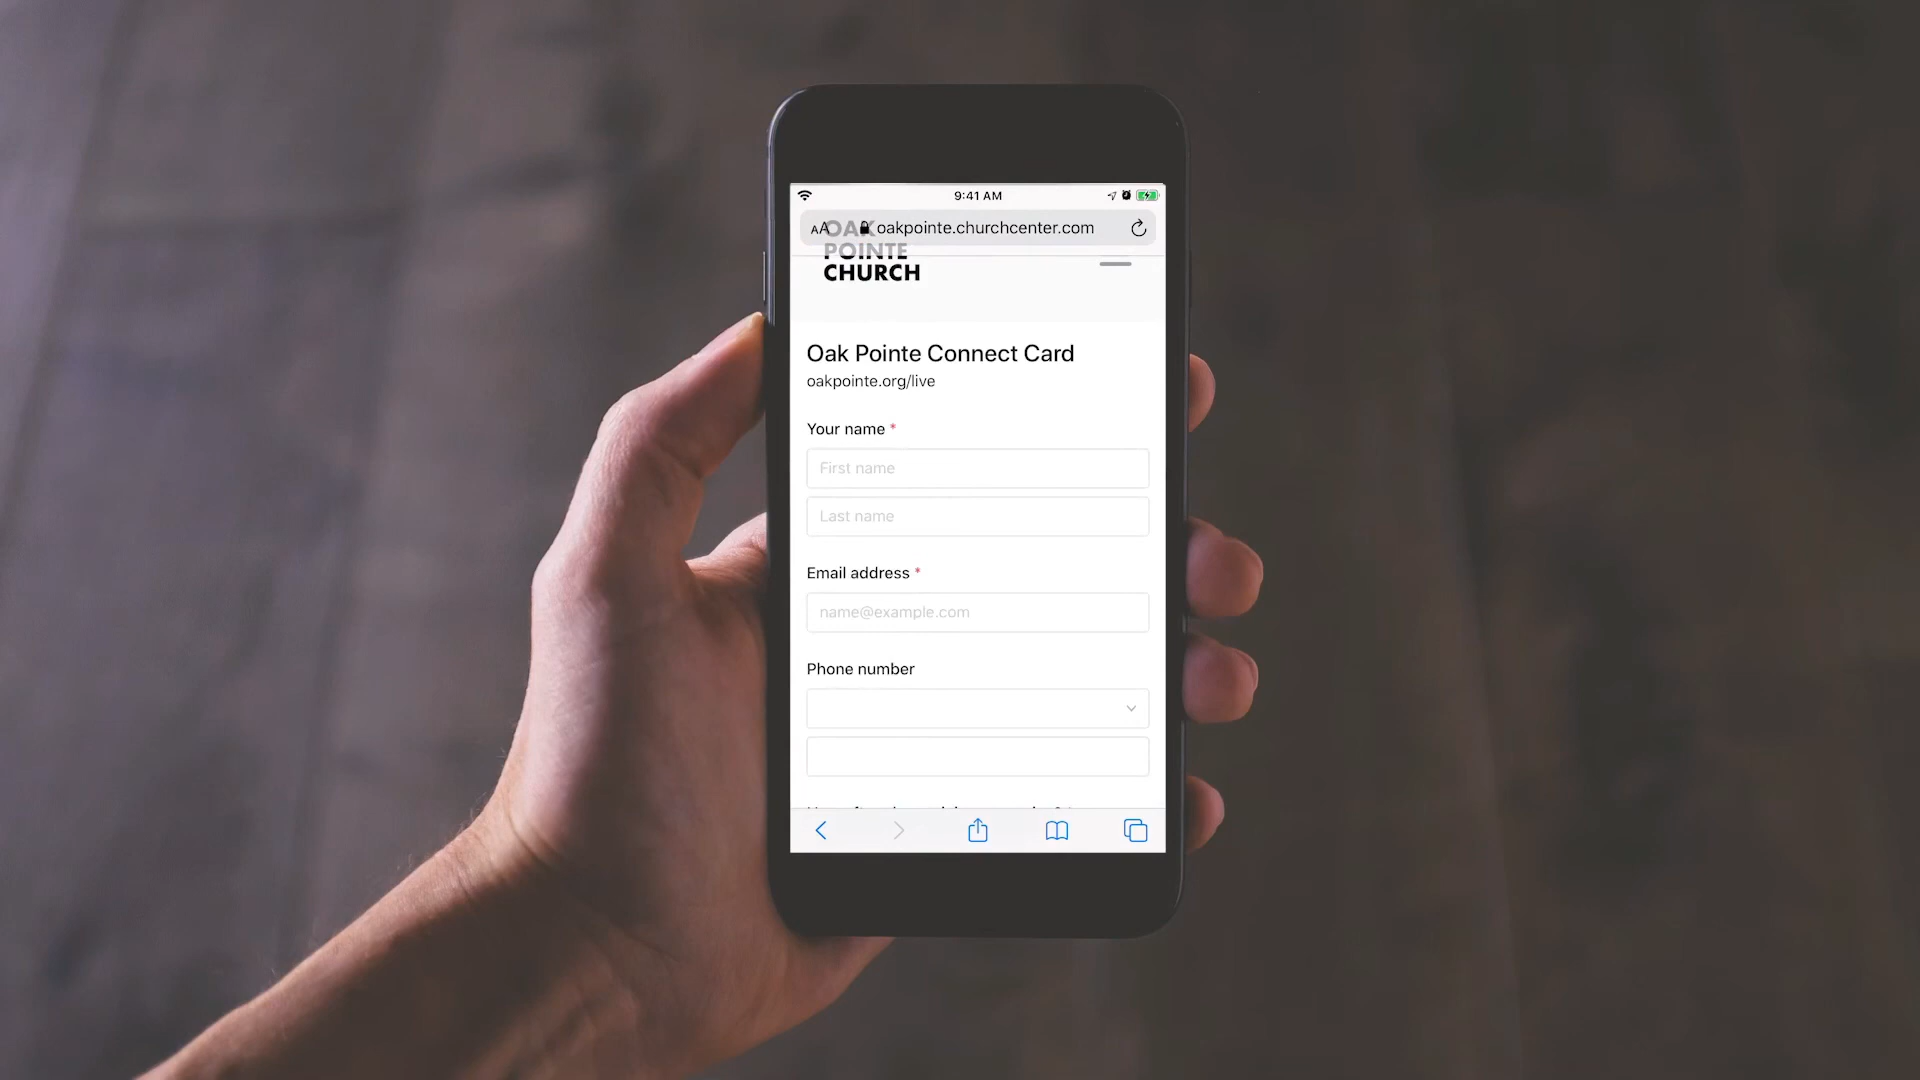 9:41 AM
AA oakpointe.churchcenter.com
OAK
POINTE
CHURCH
Oak Pointe Connect Card
oakpointe.org/live
Your name *
First name
Last name
Email address *
name@example.com
Phone number